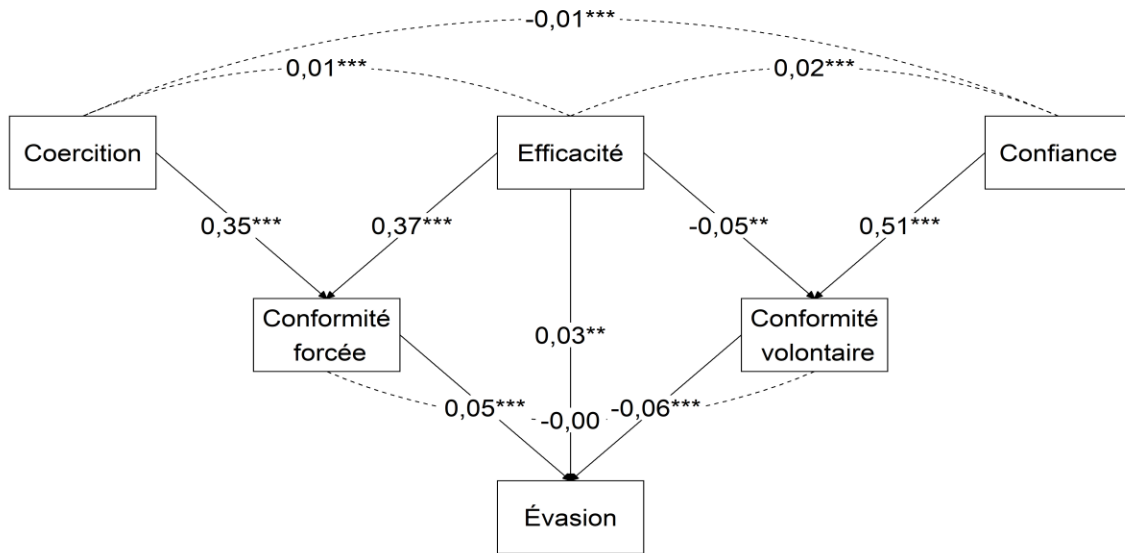 -0,01***
0,01***
0,02***
Coercition
Efficacité
Confiance
0,35***
0,37***
-0,05**
0,51***
Conformité
forcée
0,03**
Conformité
volontaire
0,05***
-0,00
-0,06***
Évasion